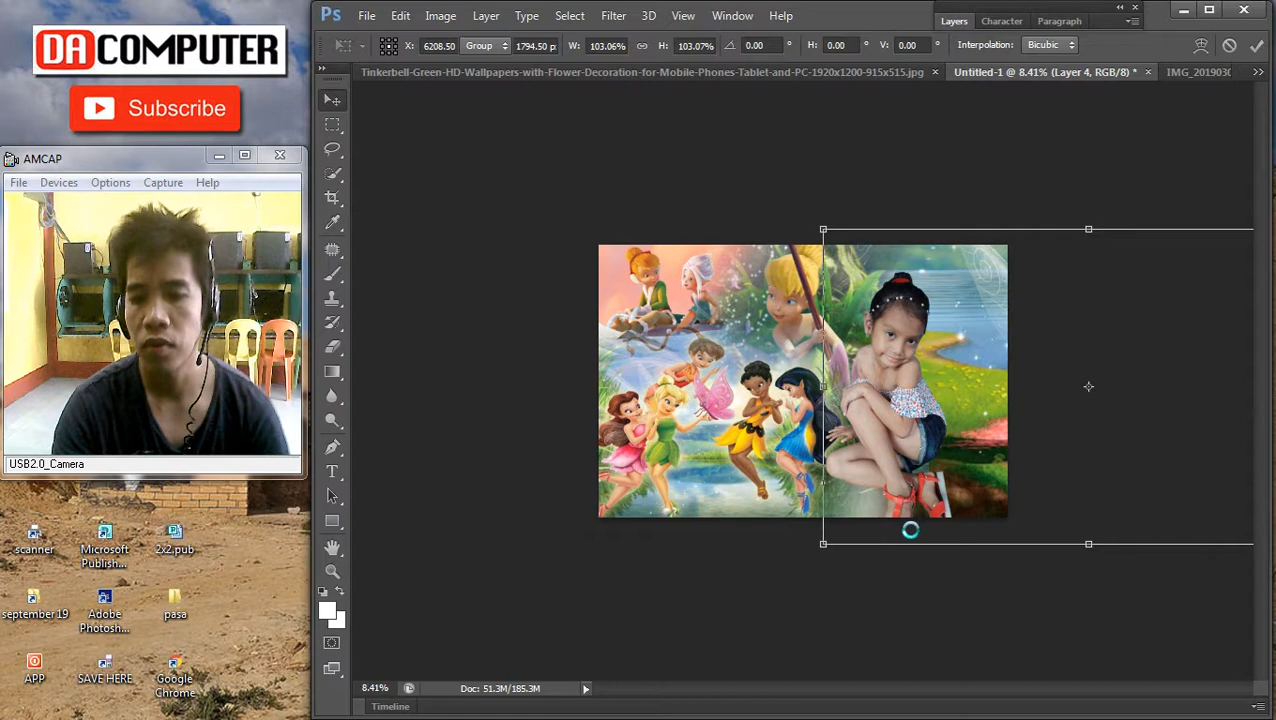 DACOMPUTER
Subscribe
AMCAP
File Devices Options Capture Help
USB2.0_Camera
scanner
Microsoft
Publish...
2x2.pub
september 19
Adobe
Photosh...
pasa
APP
SAVE HERE
Google
Chrome
Ps File Edit Image Layer Type Select Filter 3D View Window Help
Layers Character Paragraph
X: 6208.50 Group 1794.50 p W: 103.06% H: 103.07% 0.00 ° H: 0.00 ° V: 0.00 ° Interpolation: Bicubic
Tinkerbell-Green-HD-Wallpapers-with-Flower-Decoration-for-Mobile-Phones-Tablet-and-PC-1920x1200-915x515.jpg × Untitled-1 @ 8.41% (Layer 4, RGB/8) * × IMG_201903
8.41% Doc: 51.3M/185.3M
Timeline